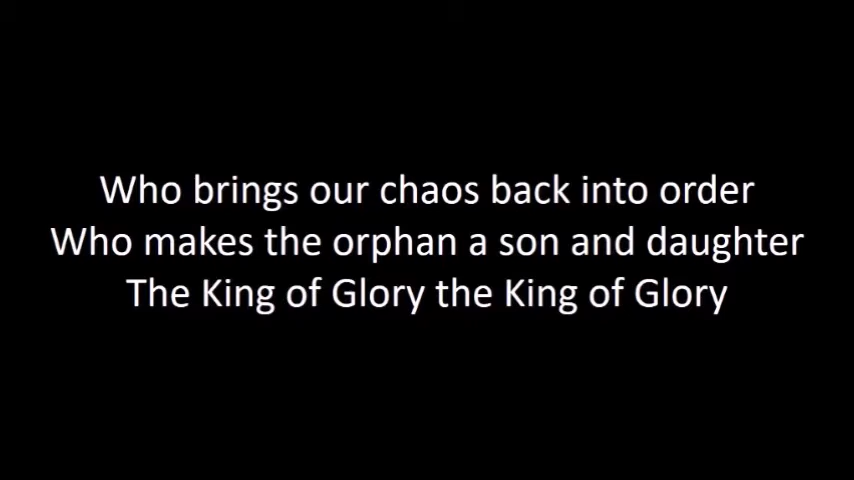 Who brings our chaos back into order
Who makes the orphan a son and daughter
The King of Glory the King of Glory